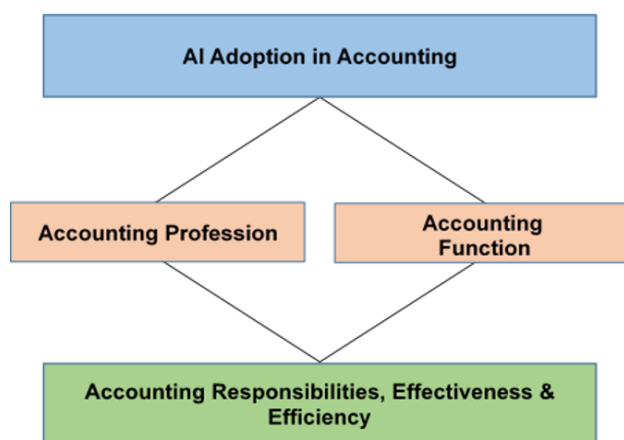 AI Adoption in Accounting
Accounting Profession
Accounting
Function
Accounting Responsibilities, Effectiveness &
Efficiency